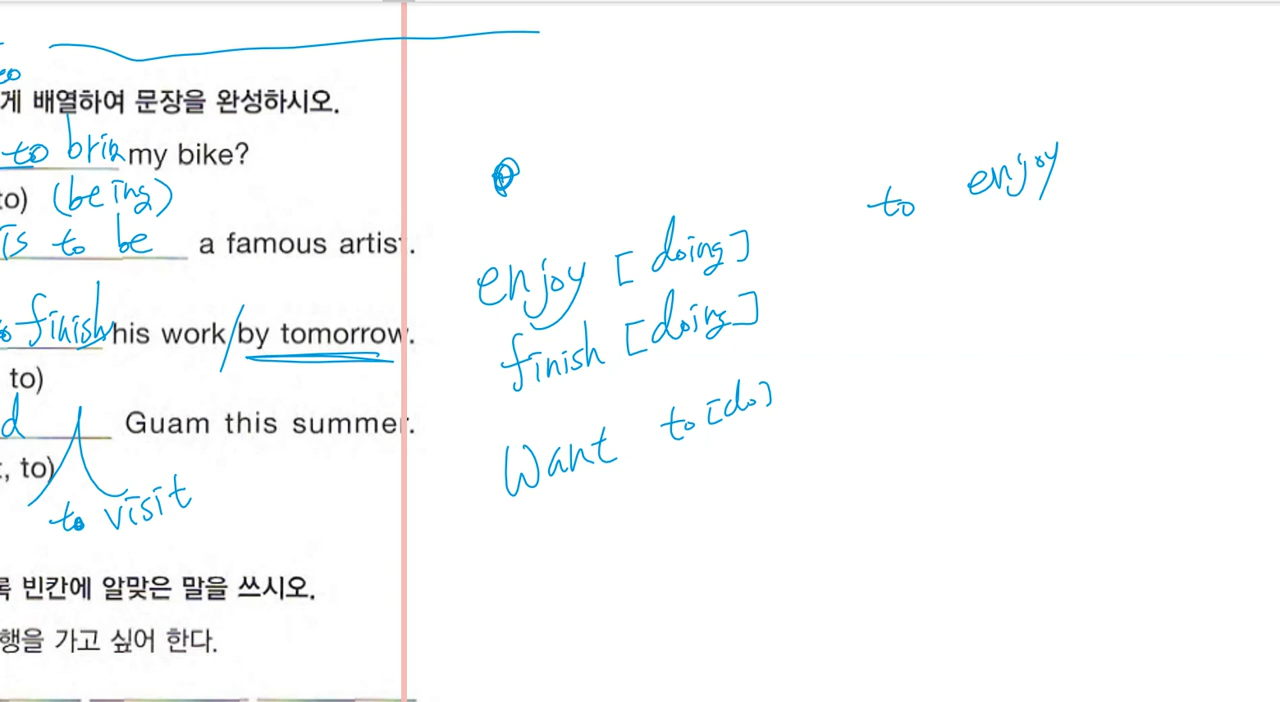 게 배열하여 문장을 완성하시오.
to brin my bike?
to) (being)
is to be a famous artist.
finish his work / by tomorrow.
to)
d Guam this summer.
, to)
to visit
록 빈칸에 알맞은 말을 쓰시오.
행을 가고 싶어 한다.
to enjoy
enjoy [doing]
finish [doing]
Want to [do]